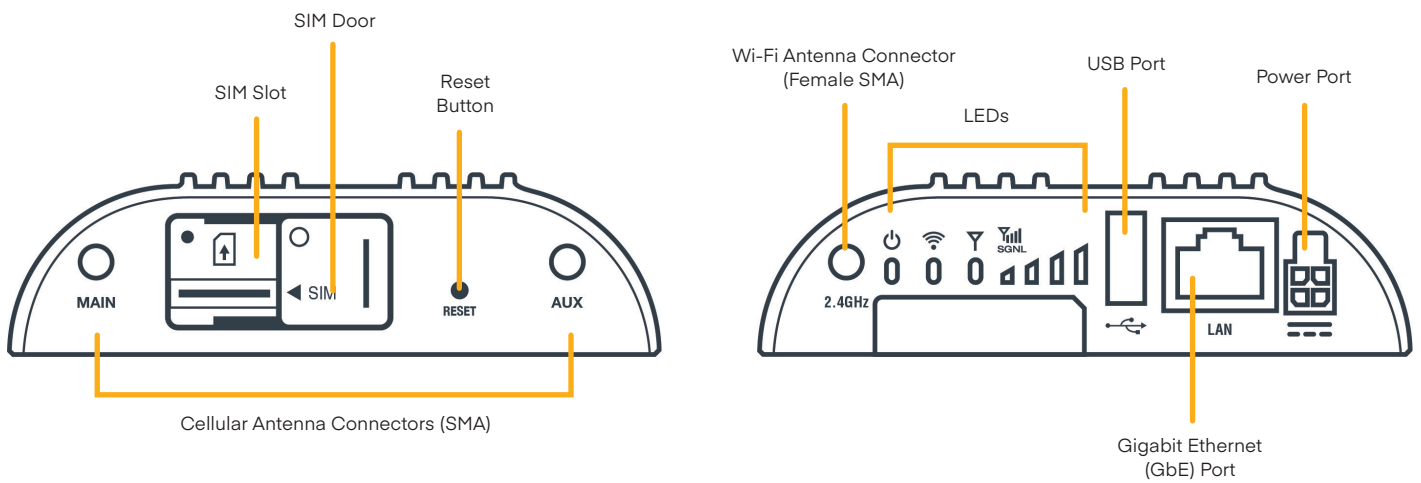 SIM Door
SIM Slot
Reset
Button
MAIN
SIM
RESET
AUX
Cellular Antenna Connectors (SMA)
Wi-Fi Antenna Connector
(Female SMA)
LEDs
USB Port
Power Port
SGNL
2.4GHz
LAN
Gigabit Ethernet
(GbE) Port